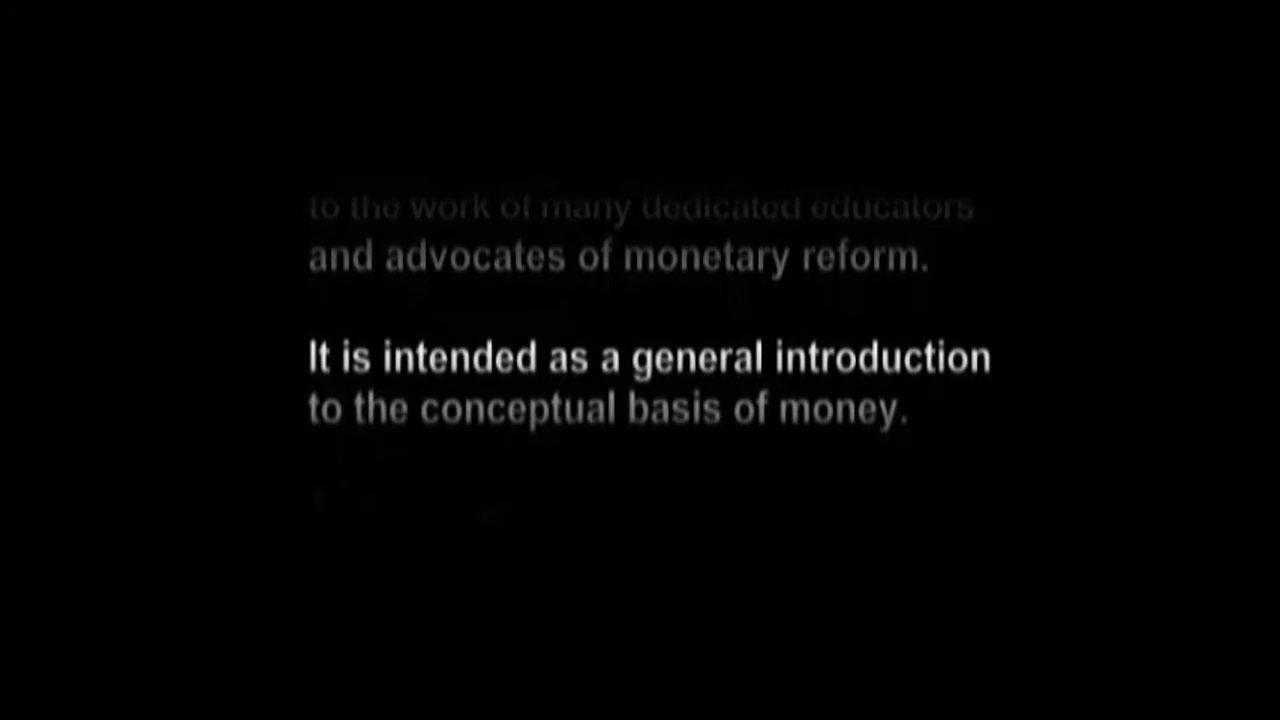 to the work of many dedicated educators
and advocates of monetary reform.
It is intended as a general introduction
to the conceptual basis of money.